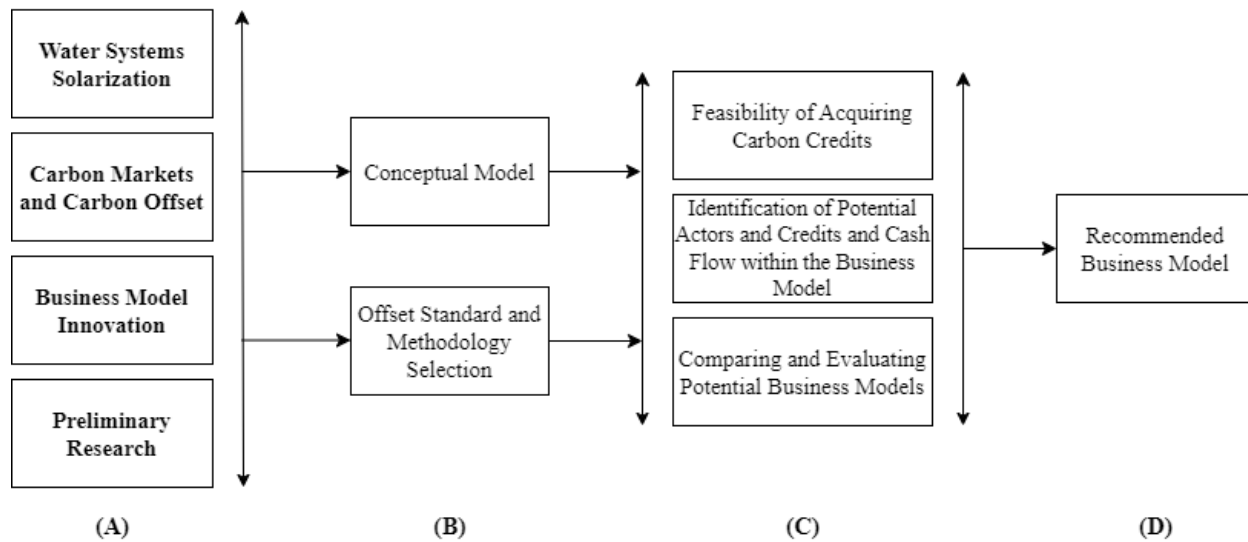 Water Systems
Solarization
Carbon Markets
and Carbon Offset
Business Model
Innovation
Preliminary
Research
(A)
Conceptual Model
Offset Standard and
Methodology
Selection
(B)
Feasibility of Acquiring
Carbon Credits
Identification of Potential
Actors and Credits and Cash
Flow within the Business
Model
Comparing and Evaluating
Potential Business Models
(C)
Recommended
Business Model
(D)